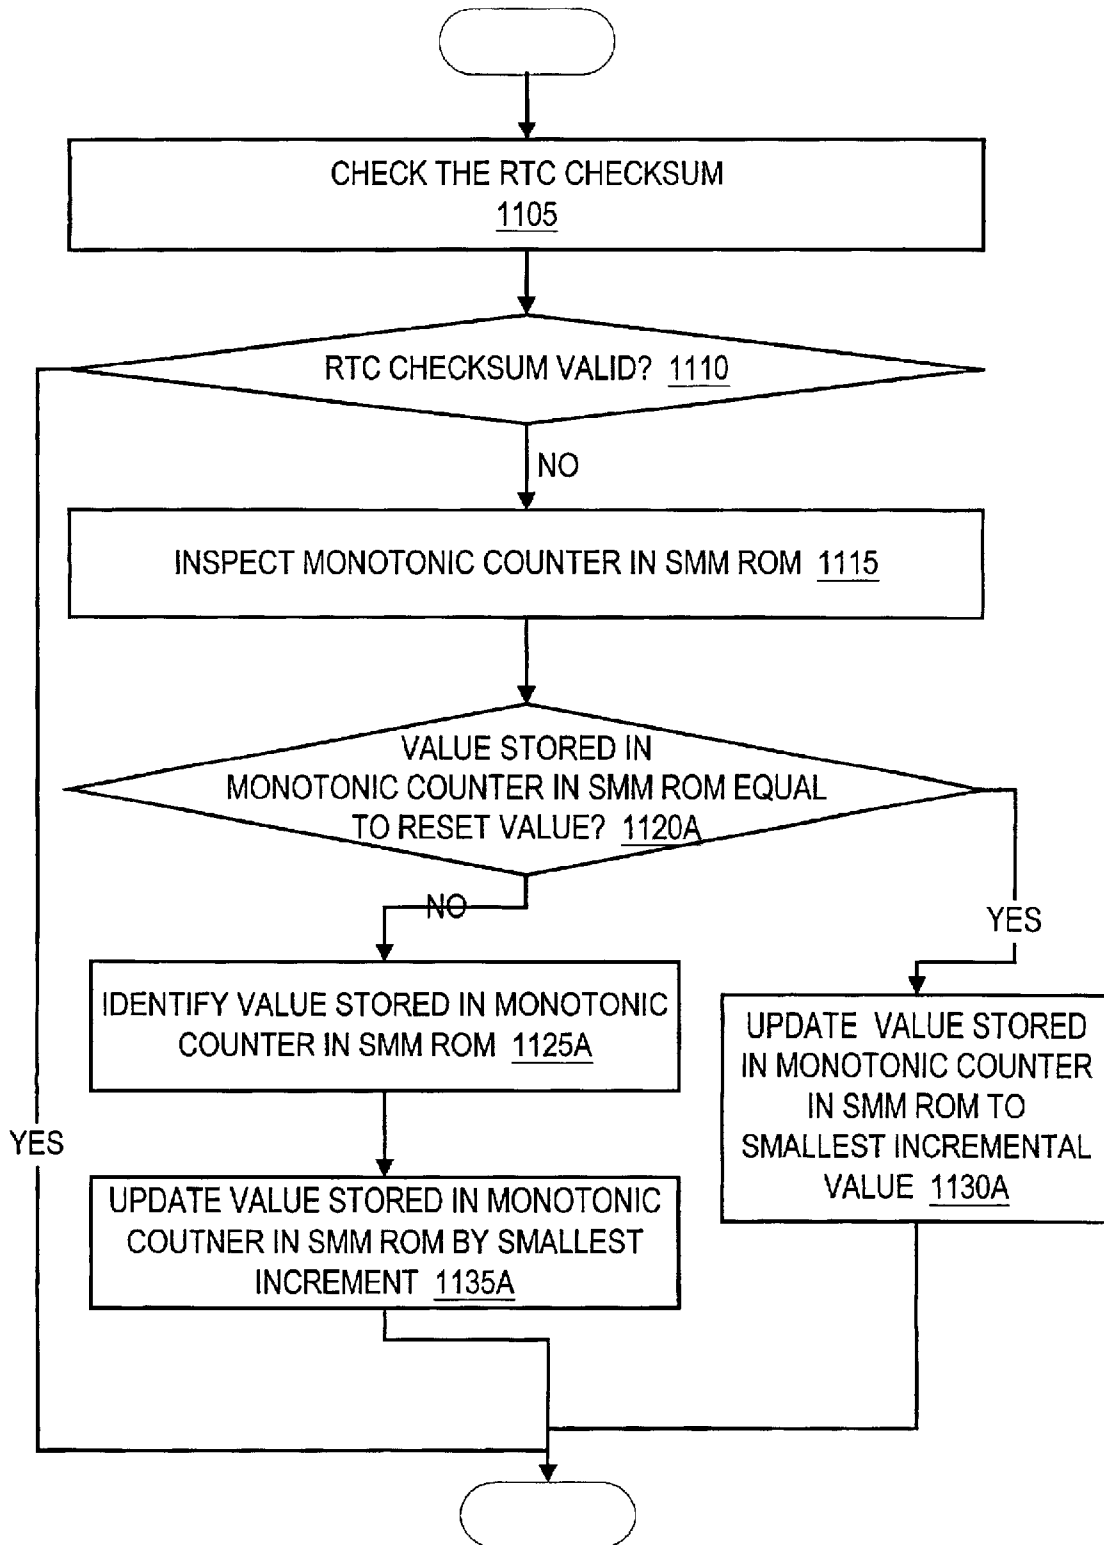 CHECK THE RTC CHECKSUM
1105
RTC CHECKSUM VALID? 1110
NO
INSPECT MONOTONIC COUNTER IN SMM ROM 1115
VALUE STORED IN
MONOTONIC COUNTER IN SMM ROM EQUAL
TO RESET VALUE? 1120A
NO
YES
IDENTIFY VALUE STORED IN MONOTONIC
COUNTER IN SMM ROM 1125A
UPDATE VALUE STORED
IN MONOTONIC COUNTER
IN SMM ROM TO
SMALLEST INCREMENTAL
VALUE 1130A
YES
UPDATE VALUE STORED IN MONOTONIC
COUTNER IN SMM ROM BY SMALLEST
INCREMENT 1135A